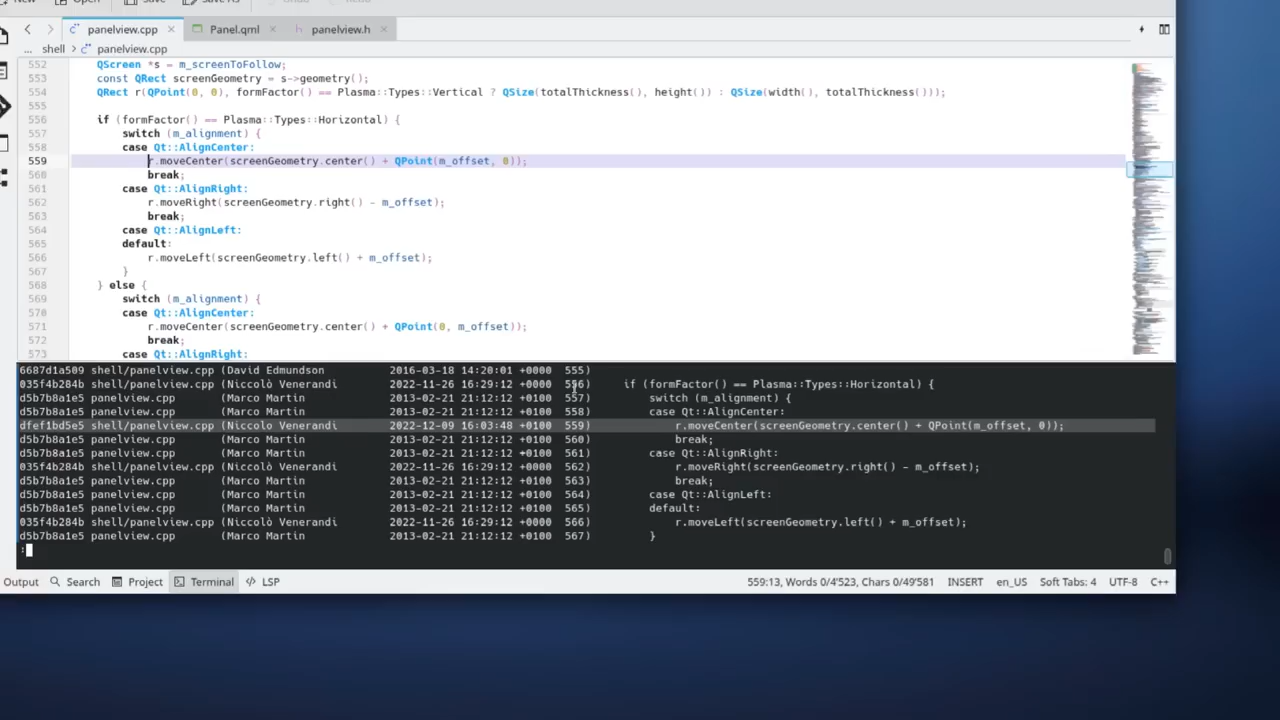 New Open Save Save As... Undo Redo
panelview.cpp Panel.qml panelview.h
... shell > panelview.cpp
552 QScreen *s = m_screenToFollow;
553 const QRect screenGeometry = s->geometry();
554 QRect r(QPoint(0, 0), formFactor() == Plasma::Types::Vertical ? QSize(totalThickness(), height()) : QSize(width(), totalThickness()));
555
556 if (formFactor() == Plasma::Types::Horizontal) {
557 switch (m_alignment) {
558 case Qt::AlignCenter:
559 r.moveCenter(screenGeometry.center() + QPoint(m_offset, 0));
560 break;
561 case Qt::AlignRight:
562 r.moveRight(screenGeometry.right() - m_offset);
563 break;
564 case Qt::AlignLeft:
565 default:
566 r.moveLeft(screenGeometry.left() + m_offset);
567 }
568 } else {
569 switch (m_alignment) {
570 case Qt::AlignCenter:
571 r.moveCenter(screenGeometry.center() + QPoint(0, m_offset));
572 break;
573 case Qt::AlignRight:
6687d1a509 shell/panelview.cpp (David Edmundson 2016-03-18 14:20:01 +0000 555)
035f4b284b shell/panelview.cpp (Niccolò Venerandi 2022-11-26 16:29:12 +0000 556) if (formFactor() == Plasma::Types::Horizontal) {
d5b7b8a1e5 panelview.cpp (Marco Martin 2013-02-21 21:12:12 +0100 557) switch (m_alignment) {
d5b7b8a1e5 panelview.cpp (Marco Martin 2013-02-21 21:12:12 +0100 558) case Qt::AlignCenter:
dfef1bd5e5 shell/panelview.cpp (Niccolò Venerandi 2022-12-09 16:03:48 +0100 559) r.moveCenter(screenGeometry.center() + QPoint(m_offset, 0));
d5b7b8a1e5 panelview.cpp (Marco Martin 2013-02-21 21:12:12 +0100 560) break;
d5b7b8a1e5 panelview.cpp (Marco Martin 2013-02-21 21:12:12 +0100 561) case Qt::AlignRight:
035f4b284b shell/panelview.cpp (Niccolò Venerandi 2022-11-26 16:29:12 +0000 562) r.moveRight(screenGeometry.right() - m_offset);
d5b7b8a1e5 panelview.cpp (Marco Martin 2013-02-21 21:12:12 +0100 563) break;
d5b7b8a1e5 panelview.cpp (Marco Martin 2013-02-21 21:12:12 +0100 564) case Qt::AlignLeft:
d5b7b8a1e5 panelview.cpp (Marco Martin 2013-02-21 21:12:12 +0100 565) default:
035f4b284b shell/panelview.cpp (Niccolò Venerandi 2022-11-26 16:29:12 +0000 566) r.moveLeft(screenGeometry.left() + m_offset);
d5b7b8a1e5 panelview.cpp (Marco Martin 2013-02-21 21:12:12 +0100 567) }
:
Output Search Project Terminal LSP 559:13, Words 0/4'523, Chars 0/49'581 INSERT en_US Soft Tabs: 4 UTF-8 C++